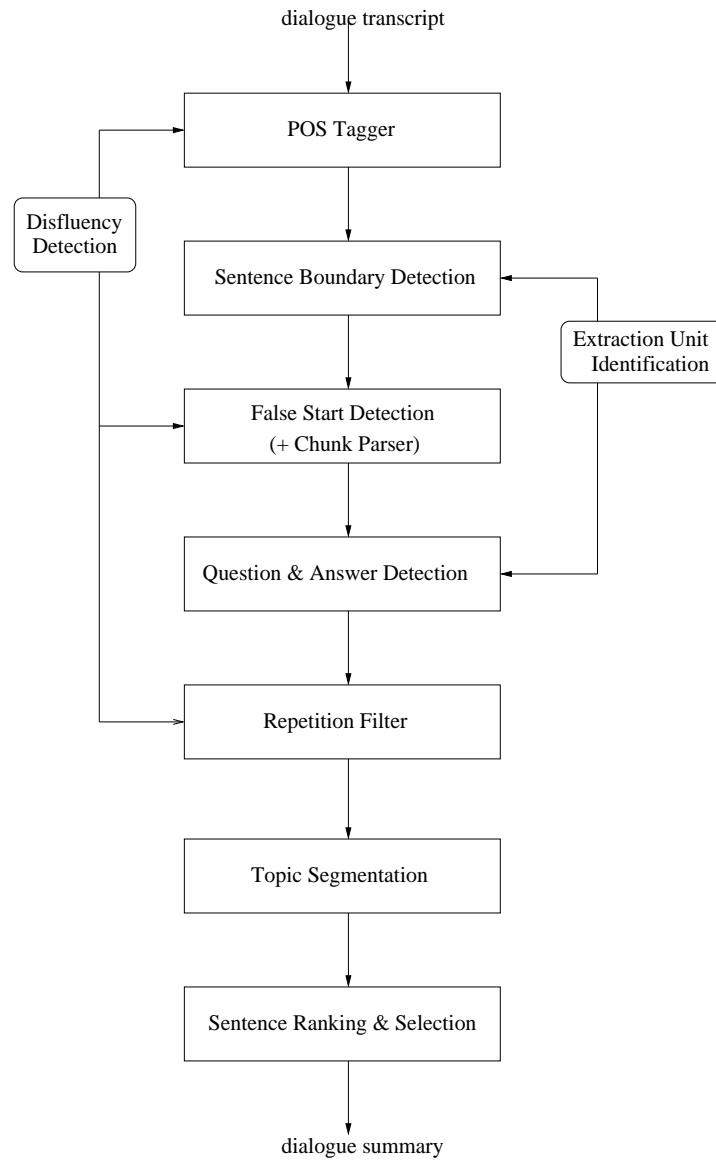 dialogue transcript
POS Tagger
Disfluency
Detection
Sentence Boundary Detection
Extraction Unit
Identification
False Start Detection
(+ Chunk Parser)
Question & Answer Detection
Repetition Filter
Topic Segmentation
Sentence Ranking & Selection
dialogue summary